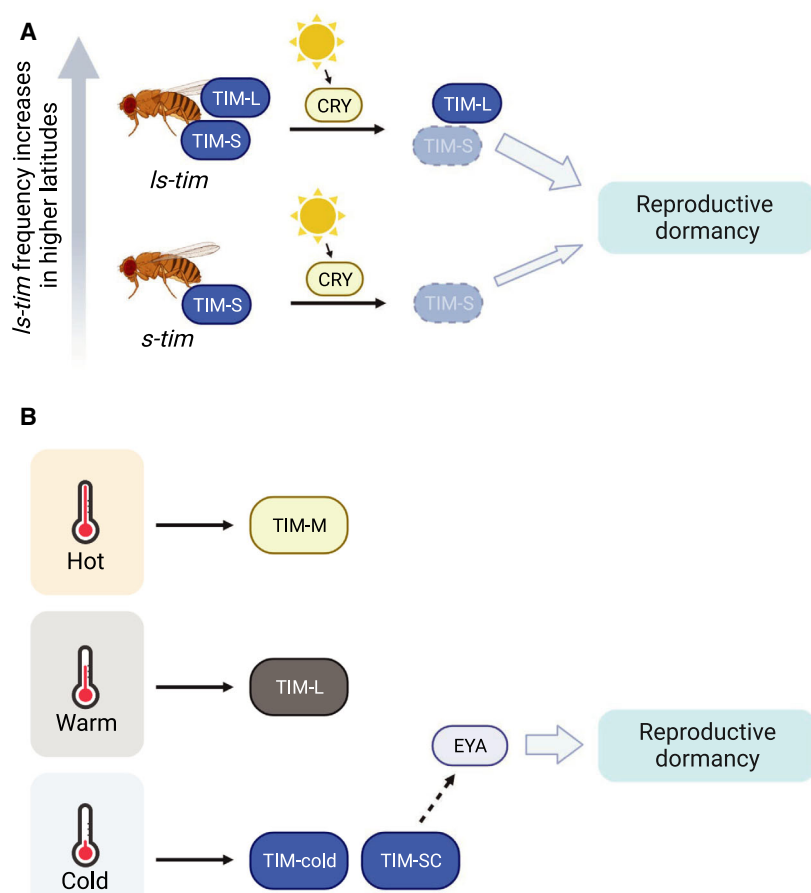 A
ls-tim frequency increases
in higher latitudes
TIM-L
TIM-S
ls-tim
CRY
TIM-L
TIM-S
Reproductive
dormancy
TIM-S
s-tim
CRY
TIM-S
B
Hot
TIM-M
Warm
TIM-L
EYA
Reproductive
dormancy
Cold
TIM-cold
TIM-SC